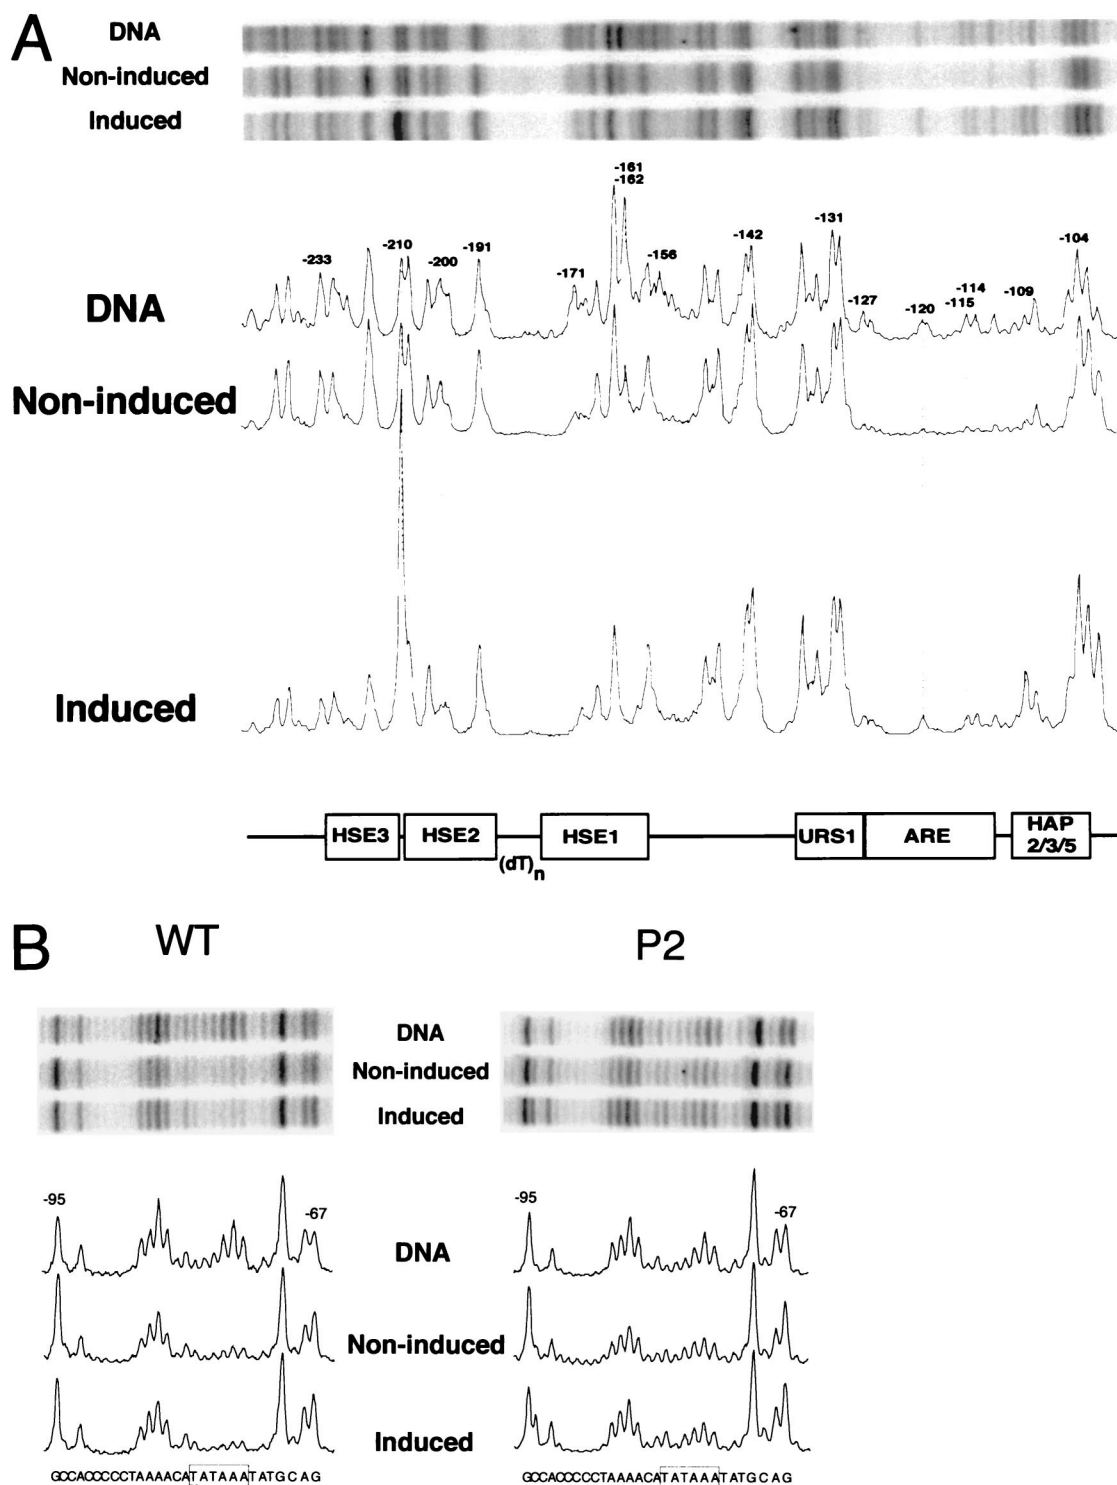 A
DNA
Non-induced
Induced
-161
-162
-233
-210
-200
-191
-171
-156
-142
-131
-127
-120
-115
-114
-109
-104
DNA
Non-induced
Induced
HSE3
HSE2
(dT)n
HSE1
URS1
ARE
HAP
2/3/5
B
WT
P2
DNA
Non-induced
Induced
-95
-67
-95
-67
DNA
Non-induced
Induced
GCCACCCCCTAAAACATATAAATATGCAG
GCCACCCCCTAAAACATATAAATATGCAG